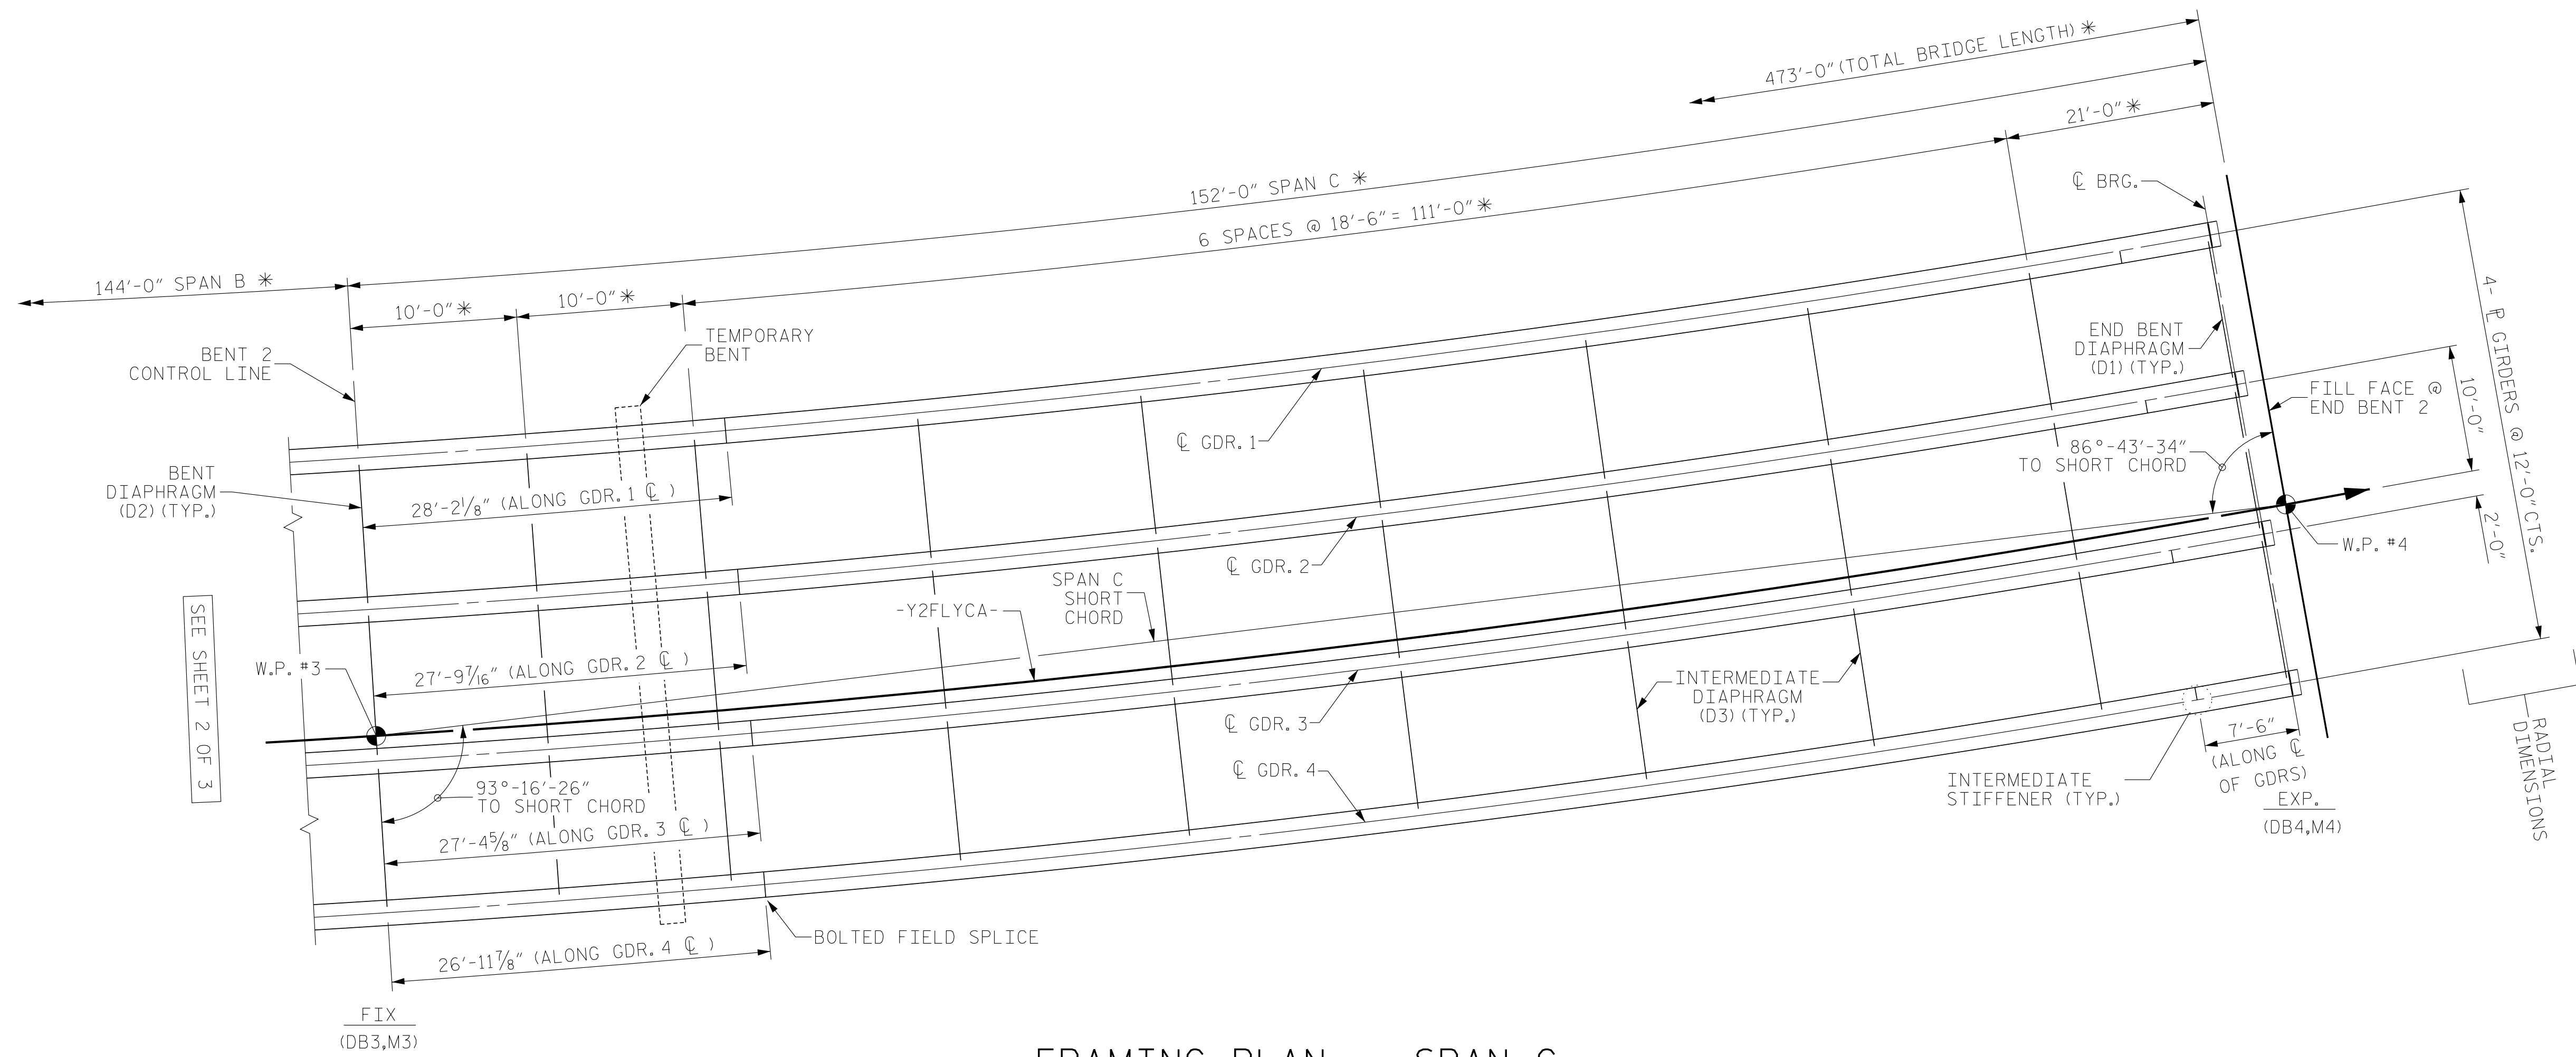 473'-0" (TOTAL BRIDGE LENGTH) *
21'-0" *
152'-0" SPAN C *
6 SPACES @ 18'-6" = 111'-0" *
℄ BRG.
144'-0" SPAN B *
10'-0" *
10'-0" *
TEMPORARY
BENT
BENT 2
CONTROL LINE
4- ℙ GIRDERS @ 12'-0" CTS.
END BENT
DIAPHRAGM
(D1) (TYP.)
10'-0"
FILL FACE @
END BENT 2
℄ GDR. 1
86°-43'-34"
TO SHORT CHORD
BENT
DIAPHRAGM
(D2) (TYP.)
28'-2⅛" (ALONG GDR. 1 ℄ )
2'-0"
W.P. #4
℄ GDR. 2
SPAN C
SHORT
CHORD
-Y2FLYCA-
SEE SHEET 2 OF 3
W.P. #3
27'-9⁷⁄₁₆" (ALONG GDR. 2 ℄ )
INTERMEDIATE
DIAPHRAGM
(D3) (TYP.)
℄ GDR. 3
7'-6"
(ALONG ℄
OF GDRS)
RADIAL
DIMENSIONS
℄ GDR. 4
INTERMEDIATE
STIFFENER (TYP.)
93°-16'-26"
TO SHORT CHORD
EXP.
(DB4,M4)
27'-4⅝" (ALONG GDR. 3 ℄ )
BOLTED FIELD SPLICE
26'-11⅞" (ALONG GDR. 4 ℄ )
FIX
(DB3,M3)
FRAMING PLAN - SPAN C